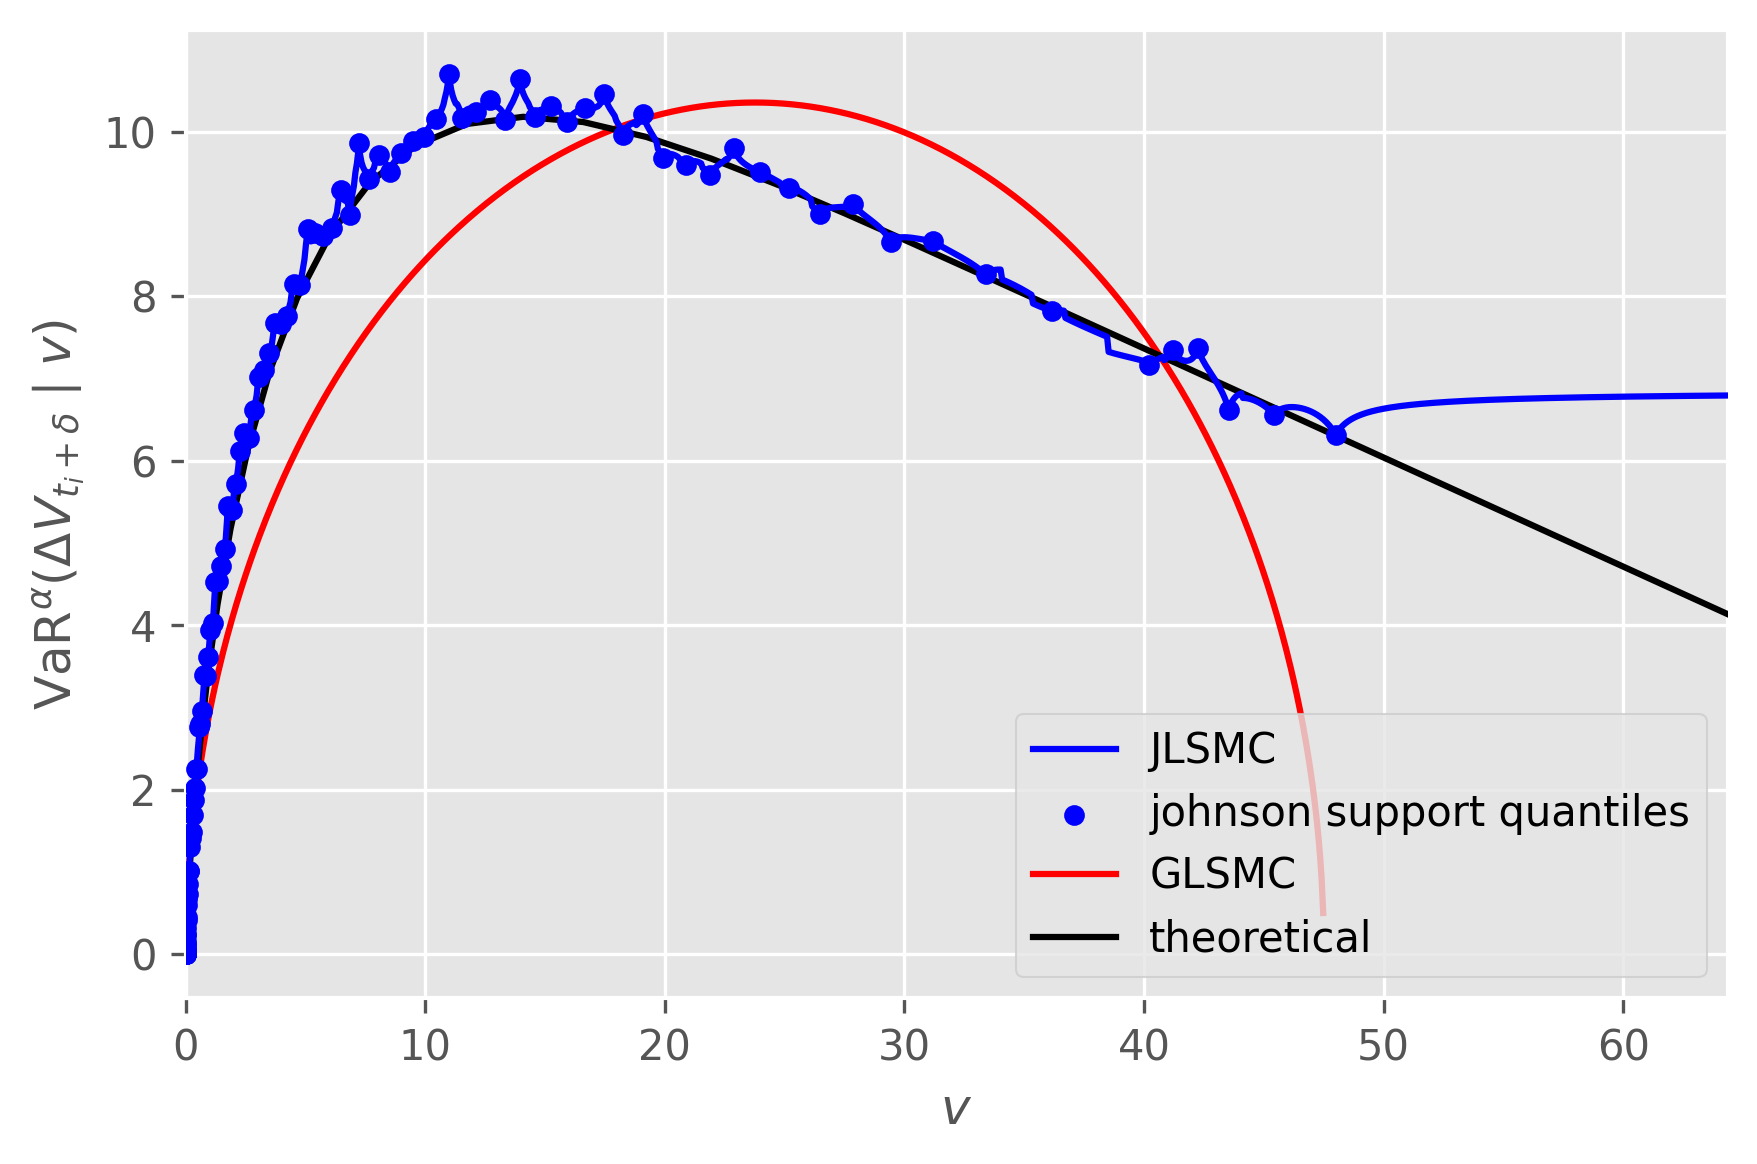 VaR^α(ΔV_{t_i+δ} | v)
10
8
6
4
2
0
JLSMC
johnson support quantiles
GLSMC
theoretical
0 10 20 30 40 50 60
v